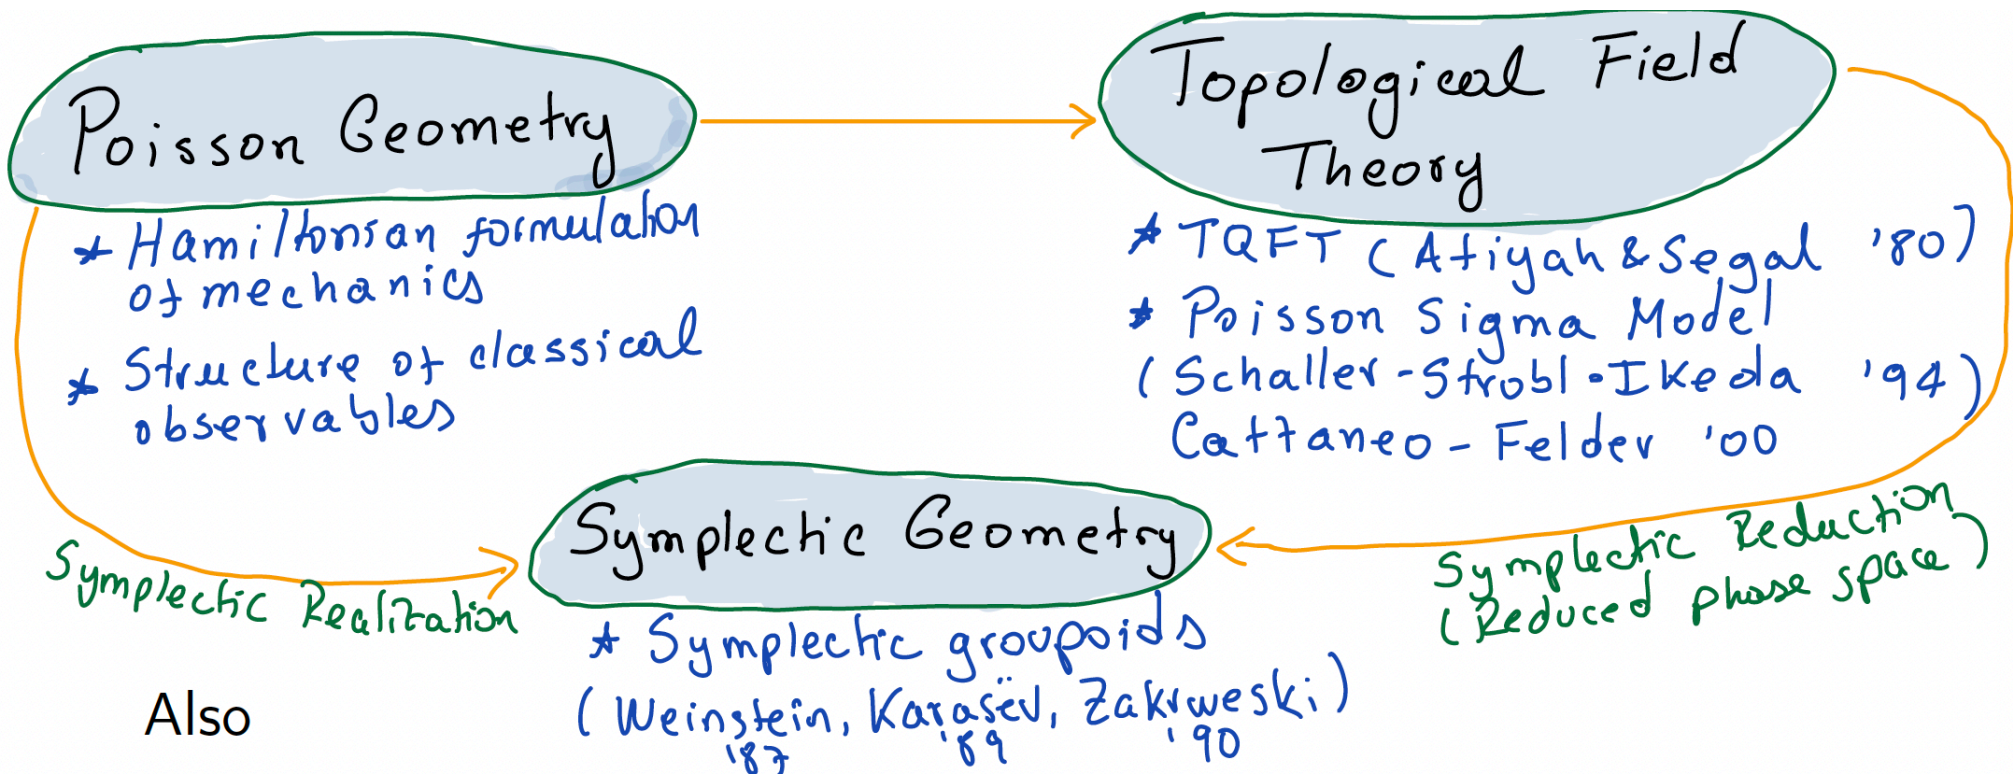 Poisson Geometry
* Hamiltonian formulation
of mechanics
* Structure of classical
observables
Topological Field
Theory
* TQFT (Atiyah & Segal '80)
* Poisson Sigma Model
(Schaller-Strobl-Ikeda '94)
Cattaneo - Felder '00
Symplectic Geometry
* Symplectic groupoids
(Weinstein, Karasëv, Zakrweski)
'87 '89 '90
Symplectic Realization
Symplectic Reduction
(Reduced phase space)
Also